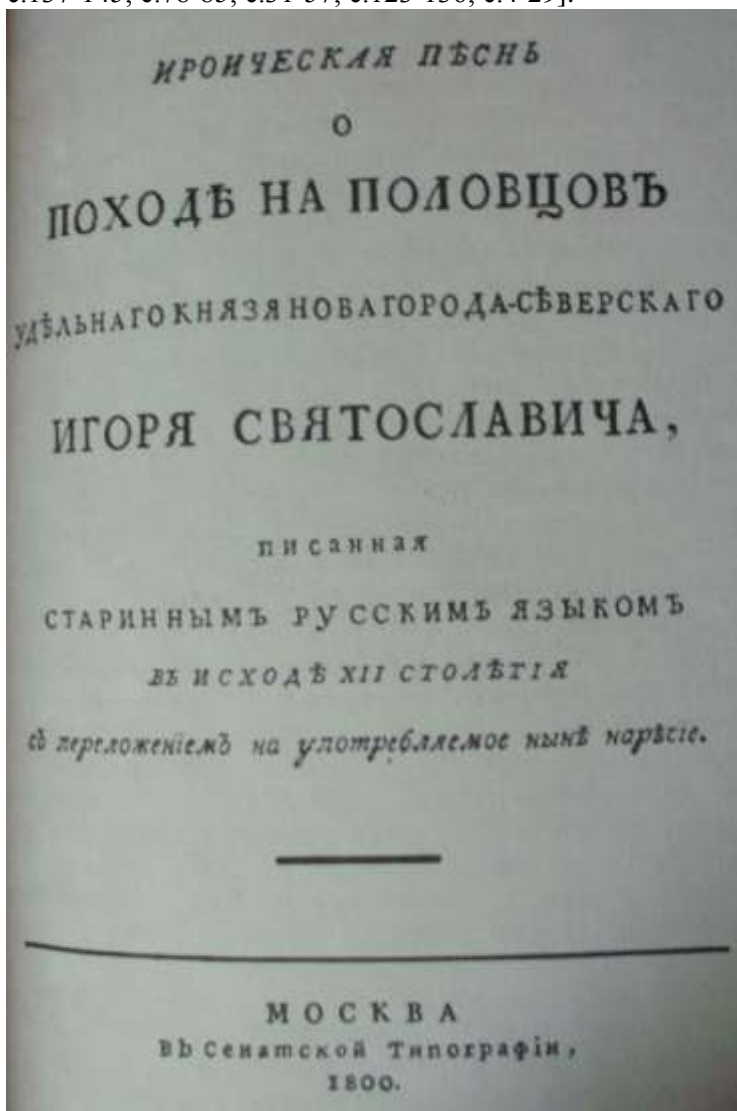 ИРОИЧЕСКАЯ ПѢСНЬ
О
ПОХОДѢ НА ПОЛОВЦОВЪ
УДѢЛЬНАГО КНЯЗЯ НОВАГОРОДА-СѢВЕРСКАГО
ИГОРЯ СВЯТОСЛАВИЧА,
писанная
СТАРИННЫМЪ РУССКИМЪ ЯЗЫКОМЪ
ВЪ ИСХОДѢ XII СТОЛѢТІЯ
съ переложеніемъ на употребляемое нынѣ нарѣчіе.
МОСКВА
Въ Сенатской Типографіи,
1800.